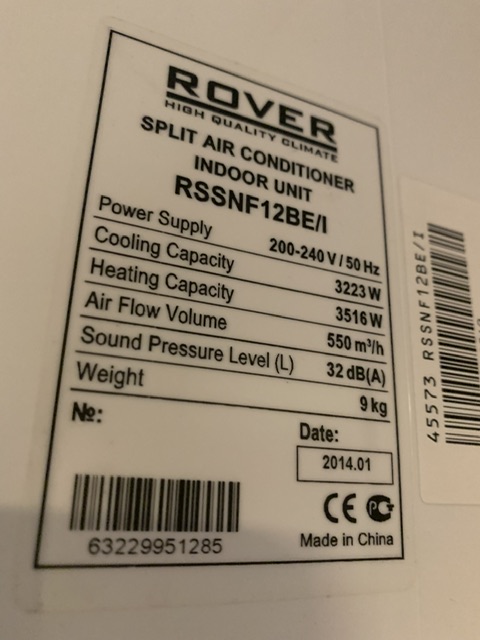 ROVER
HIGH QUALITY CLIMATE
SPLIT AIR CONDITIONER
INDOOR UNIT
RSSNF12BE/I
Power Supply 200-240 V / 50 Hz
Cooling Capacity 3223 W
Heating Capacity 3516 W
Air Flow Volume 550 m³/h
Sound Pressure Level (L) 32 dB(A)
Weight 9 kg
№:
Date:
2014.01
63229951285
CE PC
Made in China
45573 RSSNF12BE/I